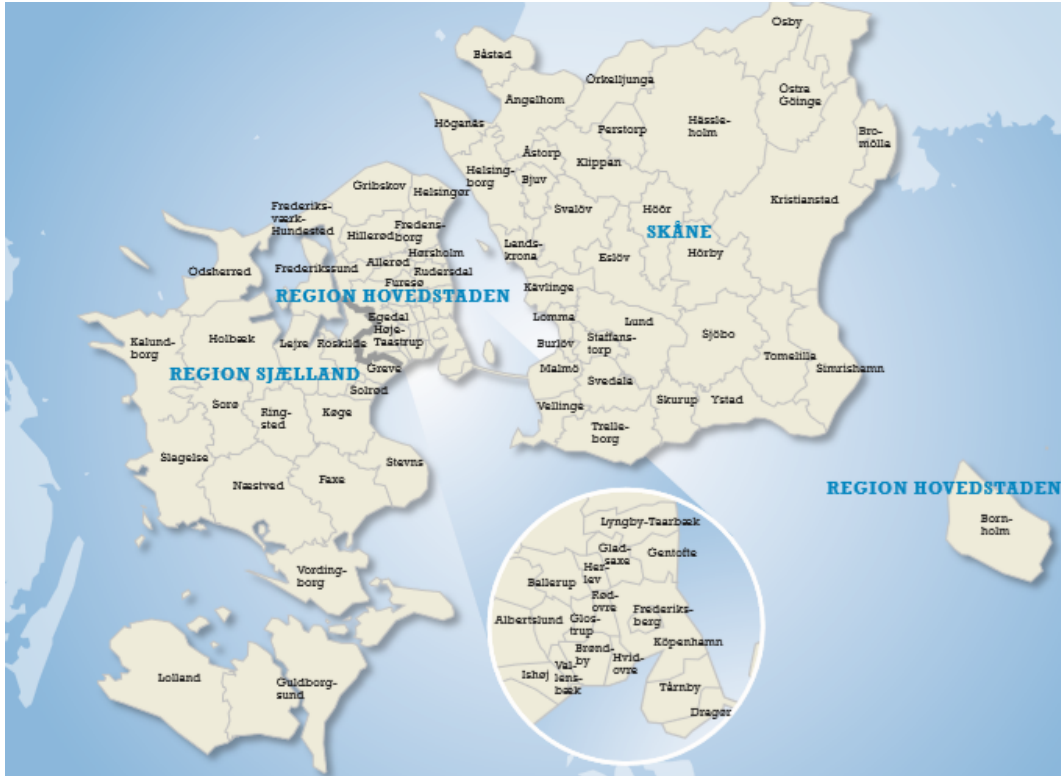 Osby
Båstad
Örkelljunga
Östra
Göinge
Ängelhom
Hässle-
holm
Höganäs
Perstorp
Bro-
mölla
Åstorp
Klippan
Helsing-
borg
Bjuv
Gribskov
Helsingør
Kristianstad
Svalöv
Höör
Frederiks-
værk-
Hundested
Fredens-
borg
Hillerød
SKÅNE
Lands-
krona
Hørsholm
Hörby
Eslöv
Allerød
Odsherred
Frederikssund
Rudersdal
Furesø
Kävlinge
REGION HOVEDSTADEN
Egedal
Lomma
Lund
Høje-
Taastrup
Staffans-
torp
Sjöbo
Kalund-
borg
Holbæk
Lejre
Roskilde
Burlöv
Tomelilla
Greve
Malmö
Simrishamn
REGION SJÆLLAND
Svedala
Solrød
Sorø
Ring-
sted
Køge
Vellinge
Skurup
Ystad
Trelle-
borg
Slagelse
Stevns
Næstved
Faxe
REGION HOVEDSTADEN
Born-
holm
Lyngby-Taarbæk
Glad-
saxe
Gentofte
Her-
lev
Ballerup
Vording-
borg
Rød-
ovre
Frederiks-
berg
Albertslund
Glos-
trup
Köpenhamn
Brønd-
by
Hvid-
ovre
Ishøj
Val-
lens-
bæk
Lolland
Guldborg-
sund
Tårnby
Dragør